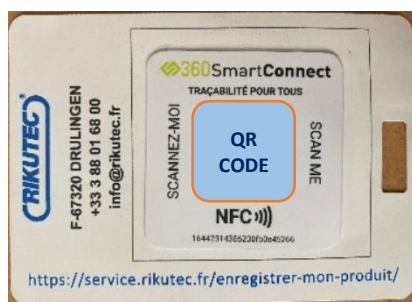 RIKUTEC
F-67320 DRULINGEN
+33 3 88 01 68 00
info@rikutec.fr
360SmartConnect
TRAÇABILITÉ POUR TOUS
SCANNEZ-MOI
QR
CODE
SCAN ME
NFC
https://service.rikutec.fr/enregistrer-mon-produit/